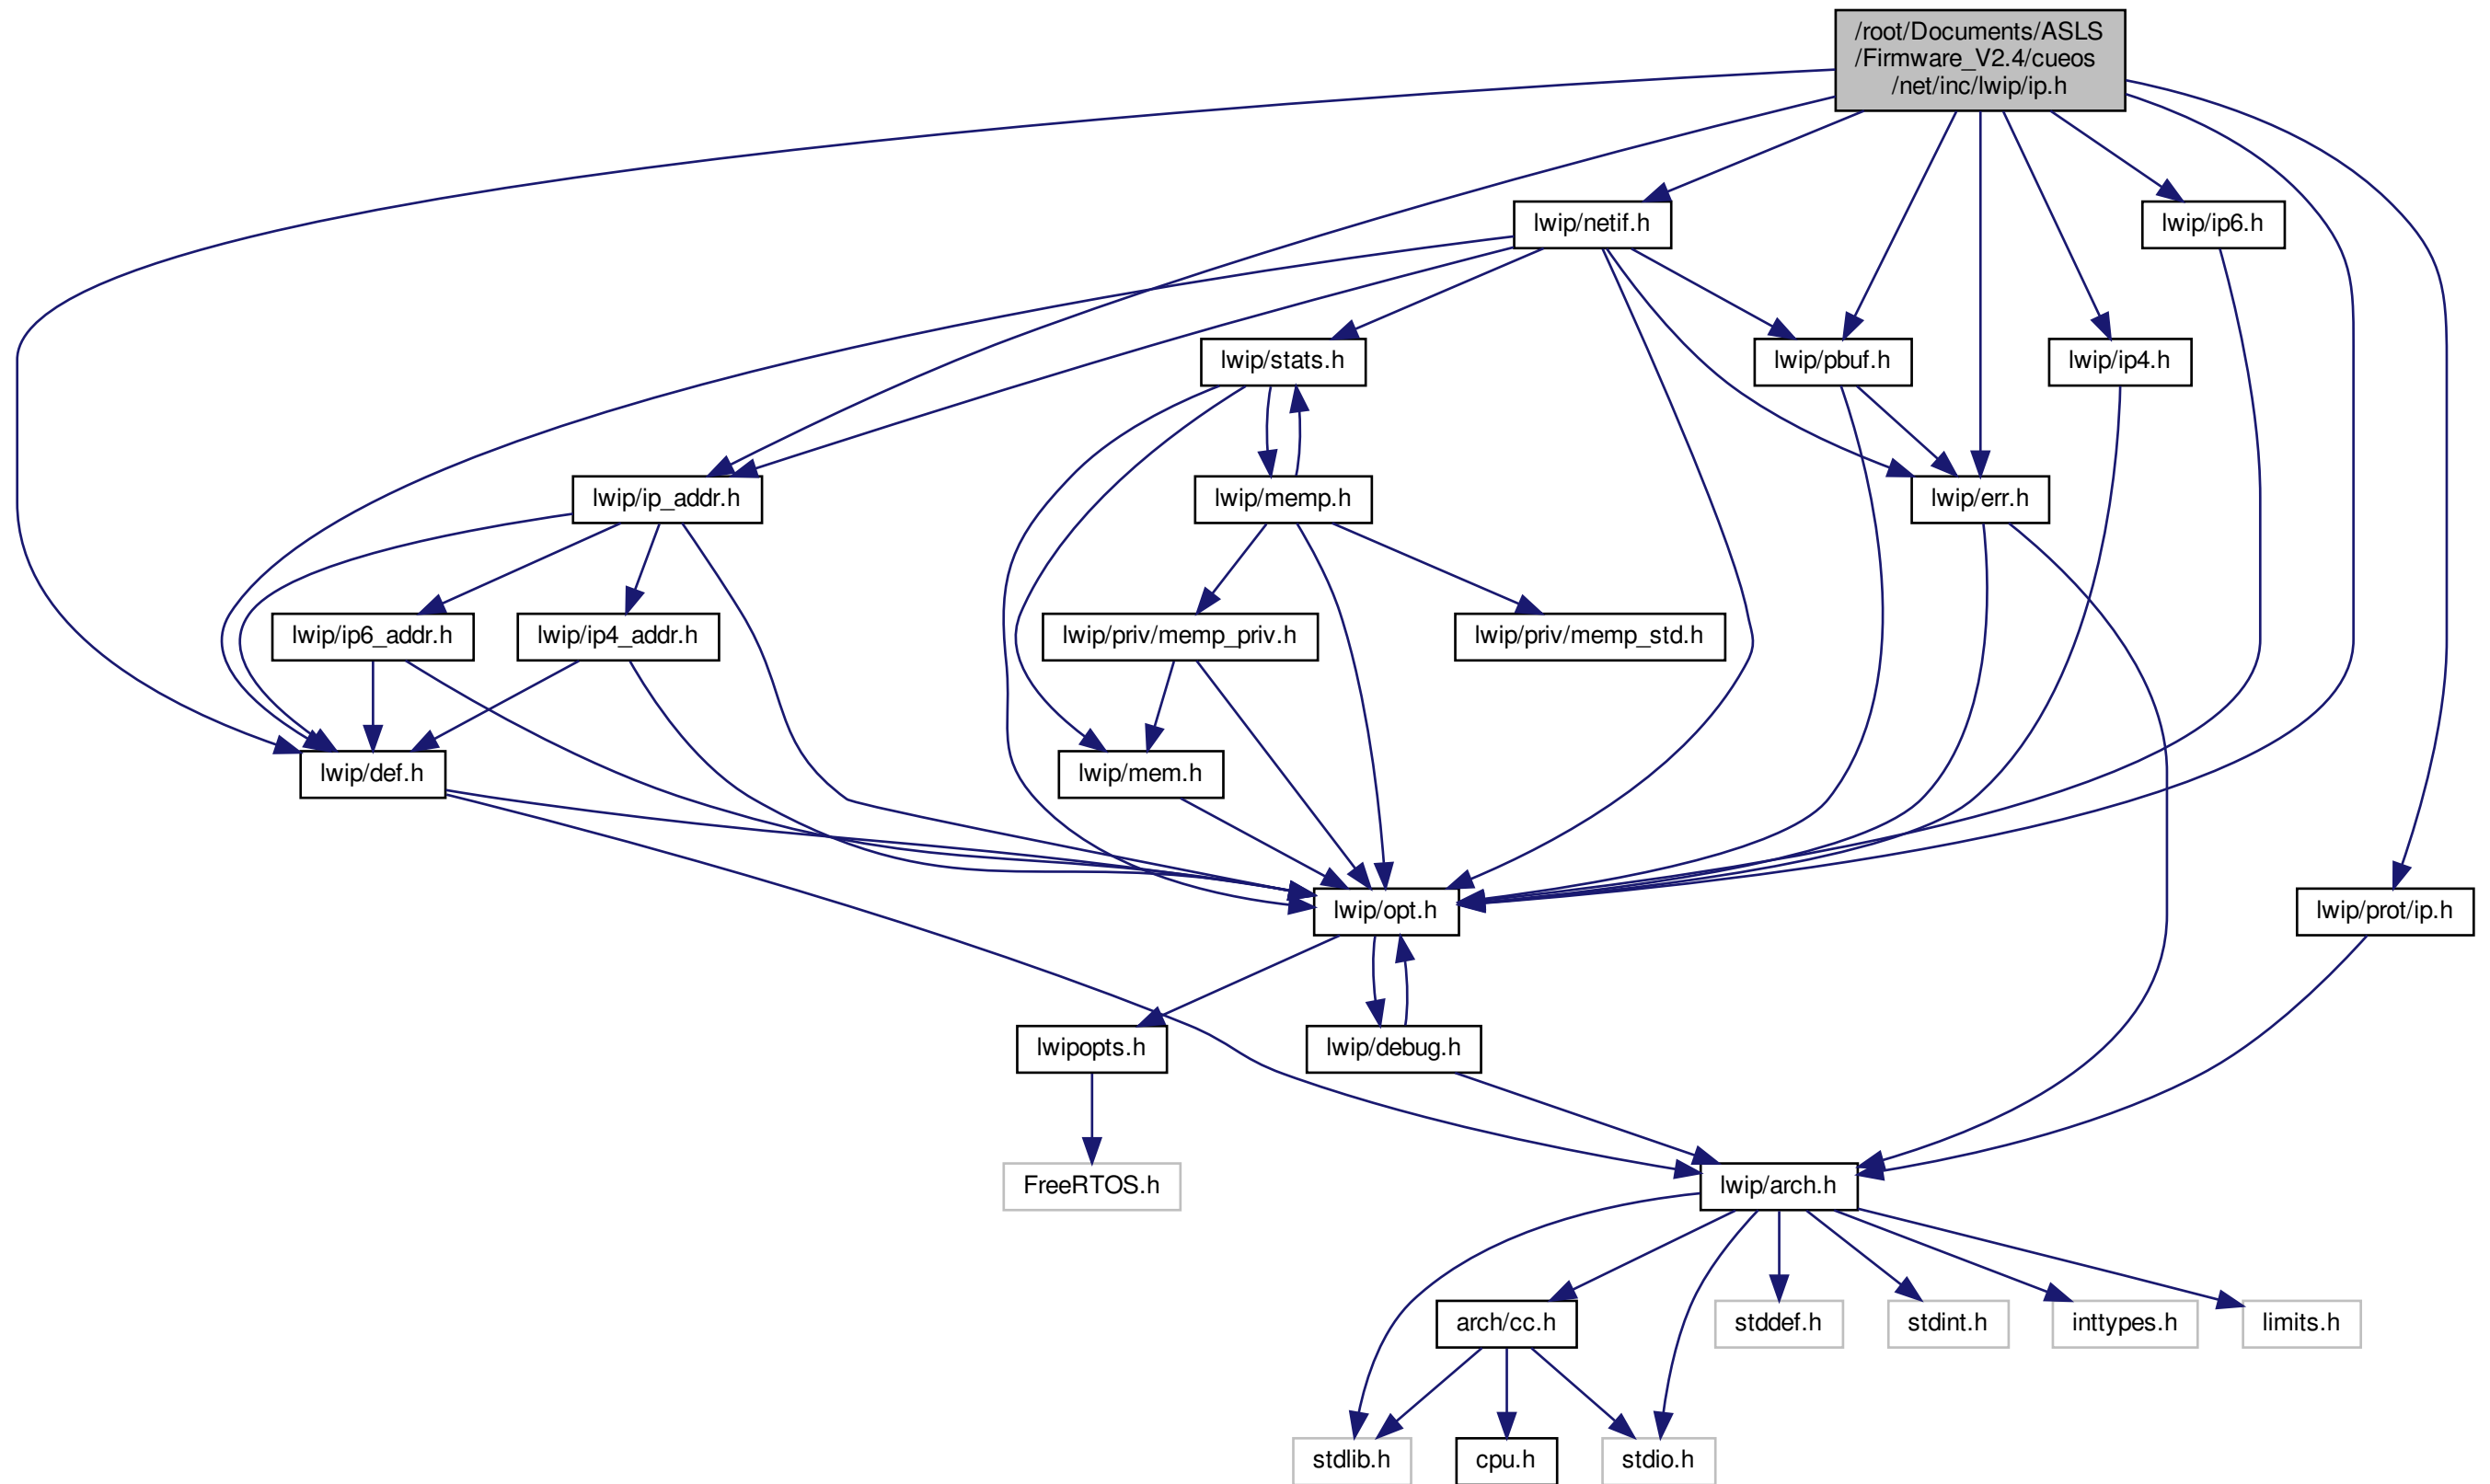 /root/Documents/ASLS
/Firmware_V2.4/cueos
/net/inc/lwip/ip.h
lwip/netif.h
lwip/ip6.h
lwip/stats.h
lwip/pbuf.h
lwip/ip4.h
lwip/ip_addr.h
lwip/memp.h
lwip/err.h
lwip/ip6_addr.h
lwip/ip4_addr.h
lwip/priv/memp_priv.h
lwip/priv/memp_std.h
lwip/def.h
lwip/mem.h
lwip/opt.h
lwip/prot/ip.h
lwipopts.h
lwip/debug.h
FreeRTOS.h
lwip/arch.h
arch/cc.h
stddef.h
stdint.h
inttypes.h
limits.h
stdlib.h
cpu.h
stdio.h